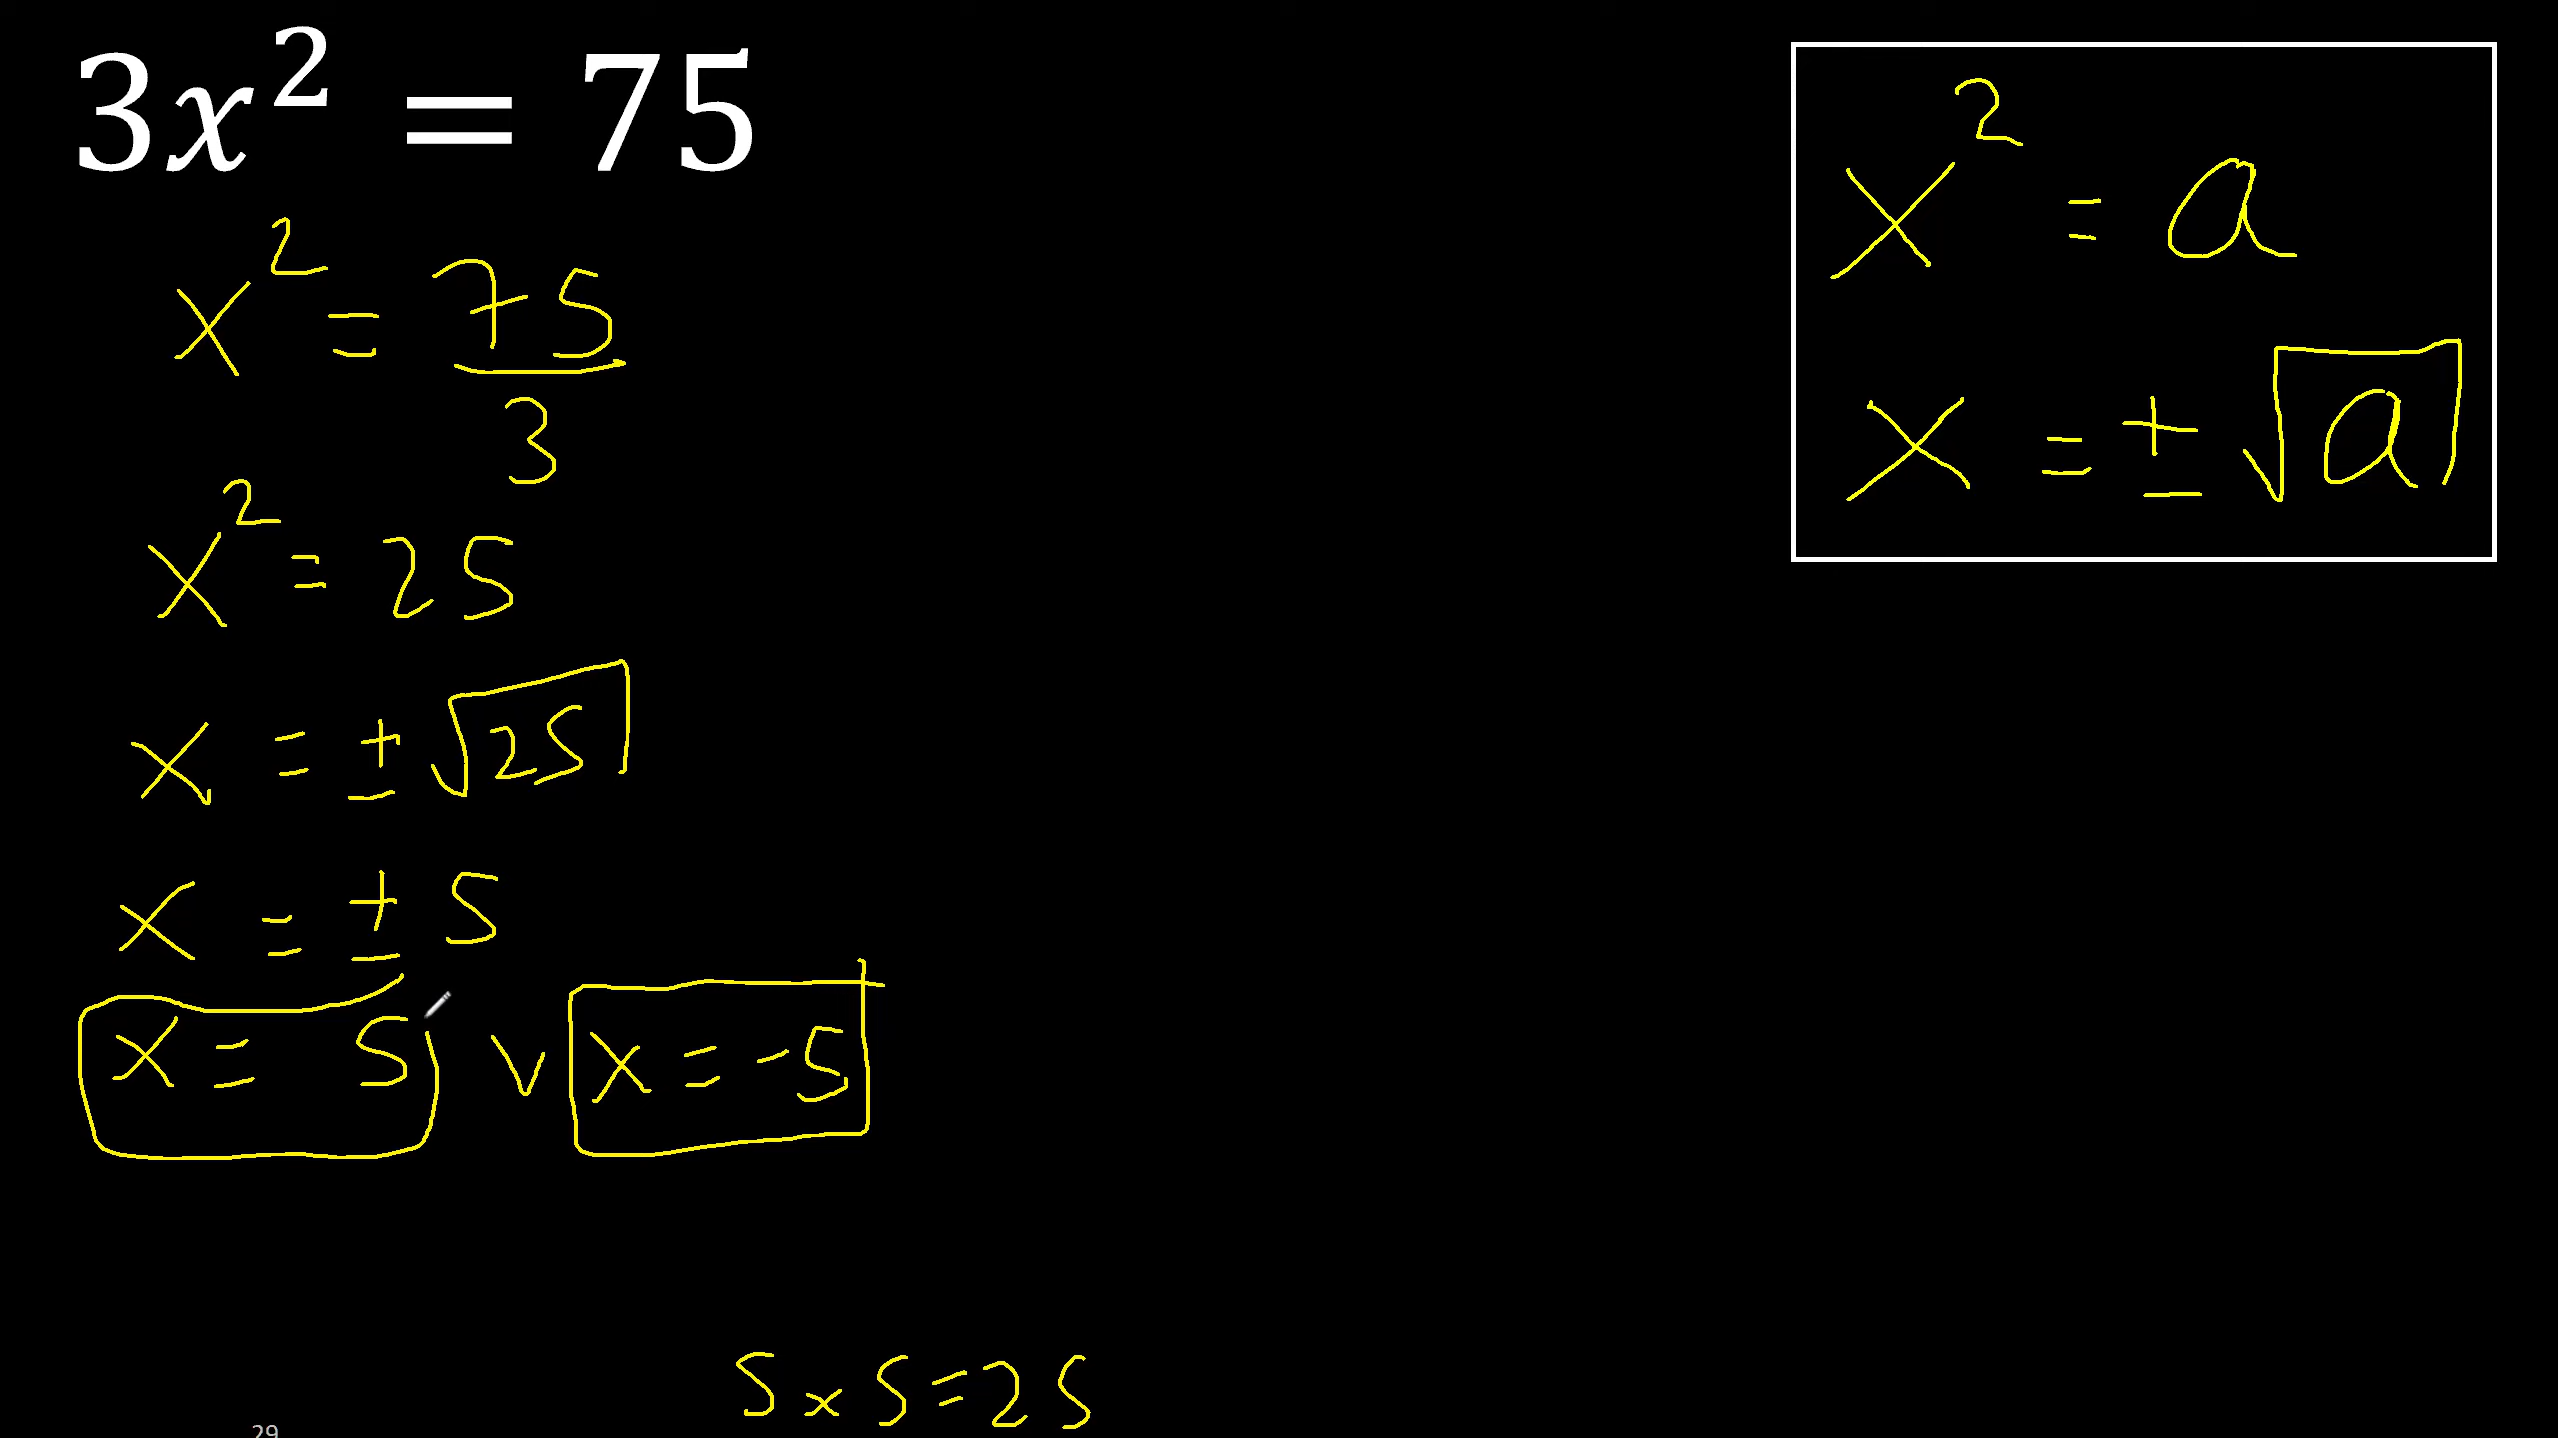 3x² = 75
x² = 75/3
x² = 25
x = ±√25
x = ±5
x = 5 ∨ x = -5
5 x 5 = 25
29
x² = a
x = ±√a